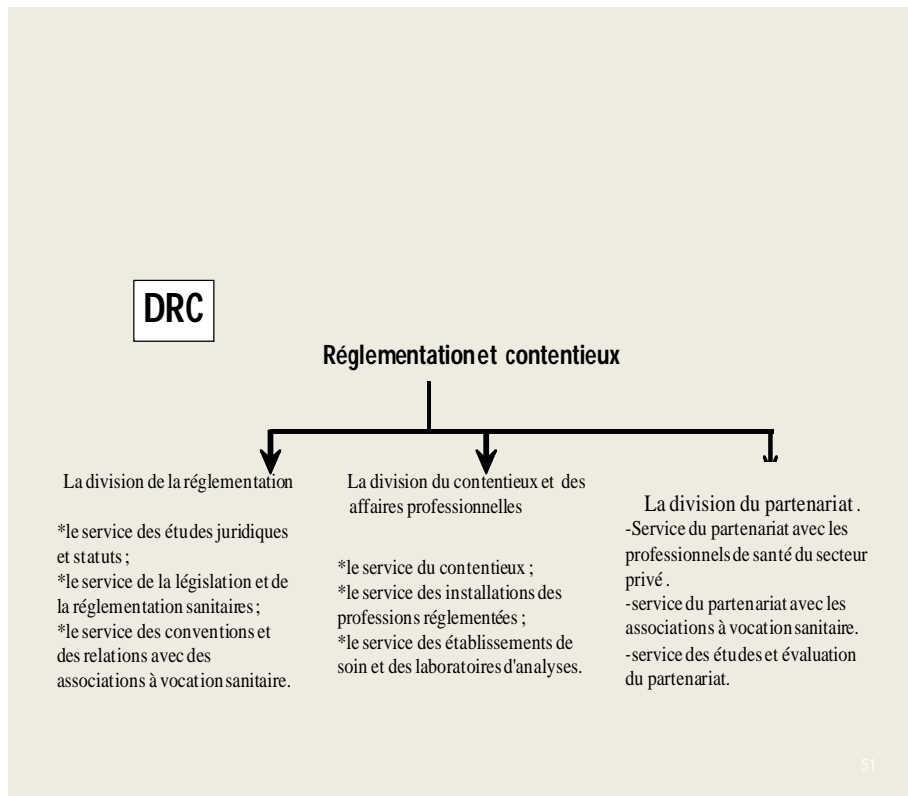 DRC
Réglementation et contentieux
La division de la réglementation
*le service des études juridiques
et statuts ;
*le service de la législation et de
la réglementation sanitaires ;
*le service des conventions et
des relations avec des
associations à vocation sanitaire.
La division du contentieux et des
affaires professionnelles
*le service du contentieux ;
*le service des installations des
professions réglementées ;
*le service des établissements de
soin et des laboratoires d'analyses.
La division du partenariat .
-Service du partenariat avec les
professionnels de santé du secteur
privé .
-service du partenariat avec les
associations à vocation sanitaire.
-service des études et évaluation
du partenariat.
51